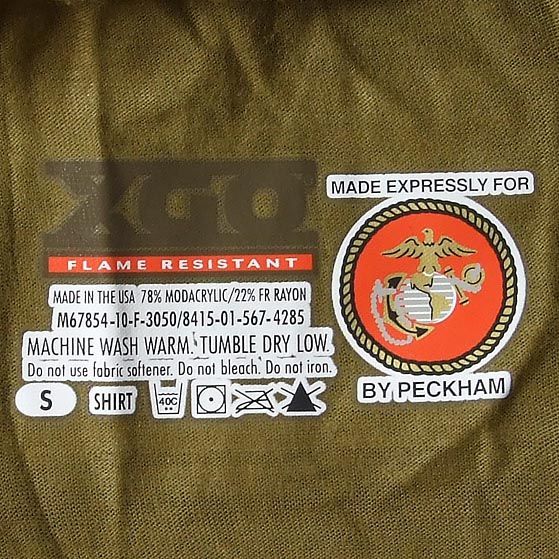 XGO
FLAME RESISTANT
MADE IN THE USA 78% MODACRYLIC/22% FR RAYON
M67854-10-F-3050/8415-01-567-4285
MACHINE WASH WARM. TUMBLE DRY LOW.
Do not use fabric softener. Do not bleach. Do not iron.
S SHIRT 40C
MADE EXPRESSLY FOR
BY PECKHAM